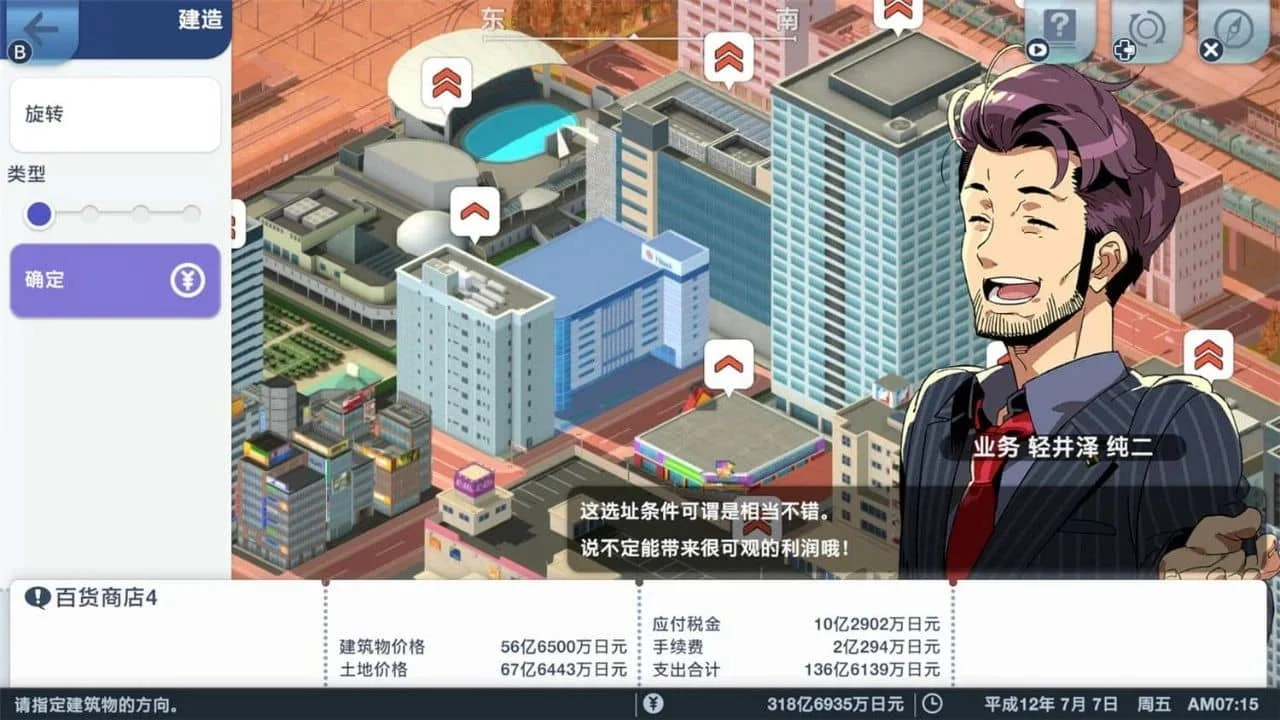 建造
B
旋转
类型
确定
东
南
业务 轻井泽 纯二
这选址条件可谓是相当不错。
说不定能带来很可观的利润哦！
百货商店4
建筑物价格 56亿6500万日元
土地价格 67亿6443万日元
应付税金 10亿2902万日元
手续费 2亿294万日元
支出合计 136亿6139万日元
请指定建筑物的方向。
318亿6935万日元
平成12年 7月 7日 周五 AM07:15